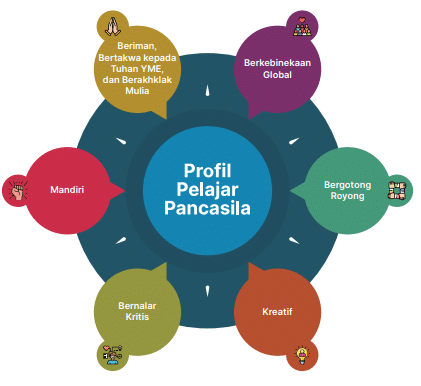 Beriman,
Bertakwa kepada
Tuhan YME,
dan Berakhklak
Mulia
Berkebinekaan
Global
Mandiri
Profil
Pelajar
Pancasila
Bergotong
Royong
Bernalar
Kritis
Kreatif